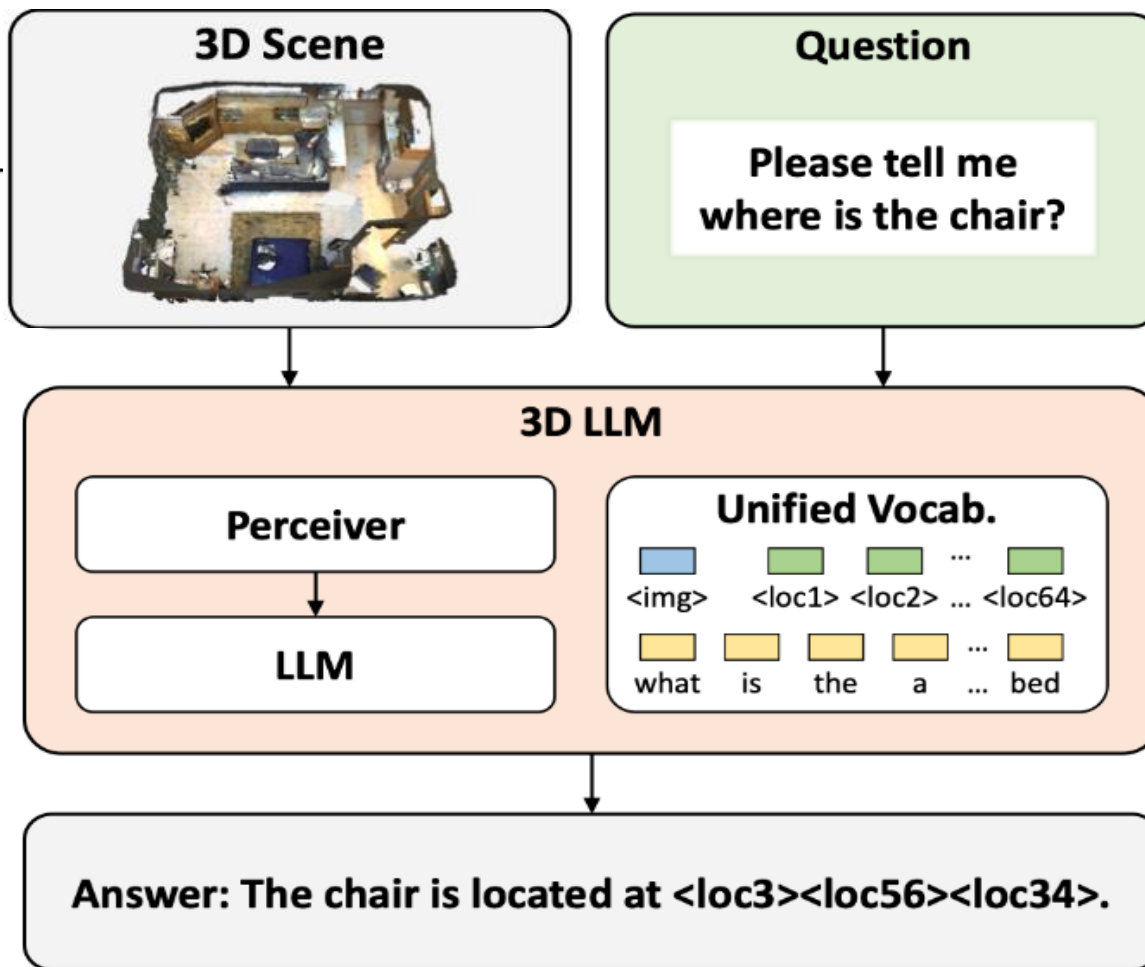 3D Scene
Question
Please tell me
where is the chair?
3D LLM
Perceiver
LLM
Unified Vocab.
...
<img> <loc1> <loc2> ... <loc64>
...
what is the a ... bed
Answer: The chair is located at <loc3><loc56><loc34>.